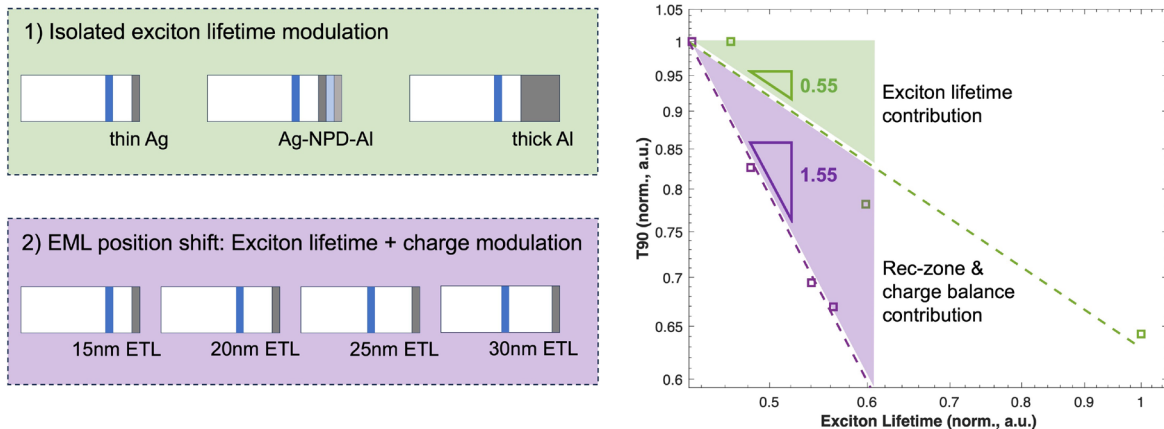 1) Isolated exciton lifetime modulation
thin Ag
Ag-NPD-Al
thick Al
2) EML position shift: Exciton lifetime + charge modulation
15nm ETL
20nm ETL
25nm ETL
30nm ETL
T90 (norm., a.u.)
1.05
1
0.95
0.9
0.85
0.8
0.75
0.7
0.65
0.6
0.55
1.55
Exciton lifetime
contribution
Rec-zone &
charge balance
contribution
0.5
0.6
0.7
0.8
0.9
1
Exciton Lifetime (norm., a.u.)